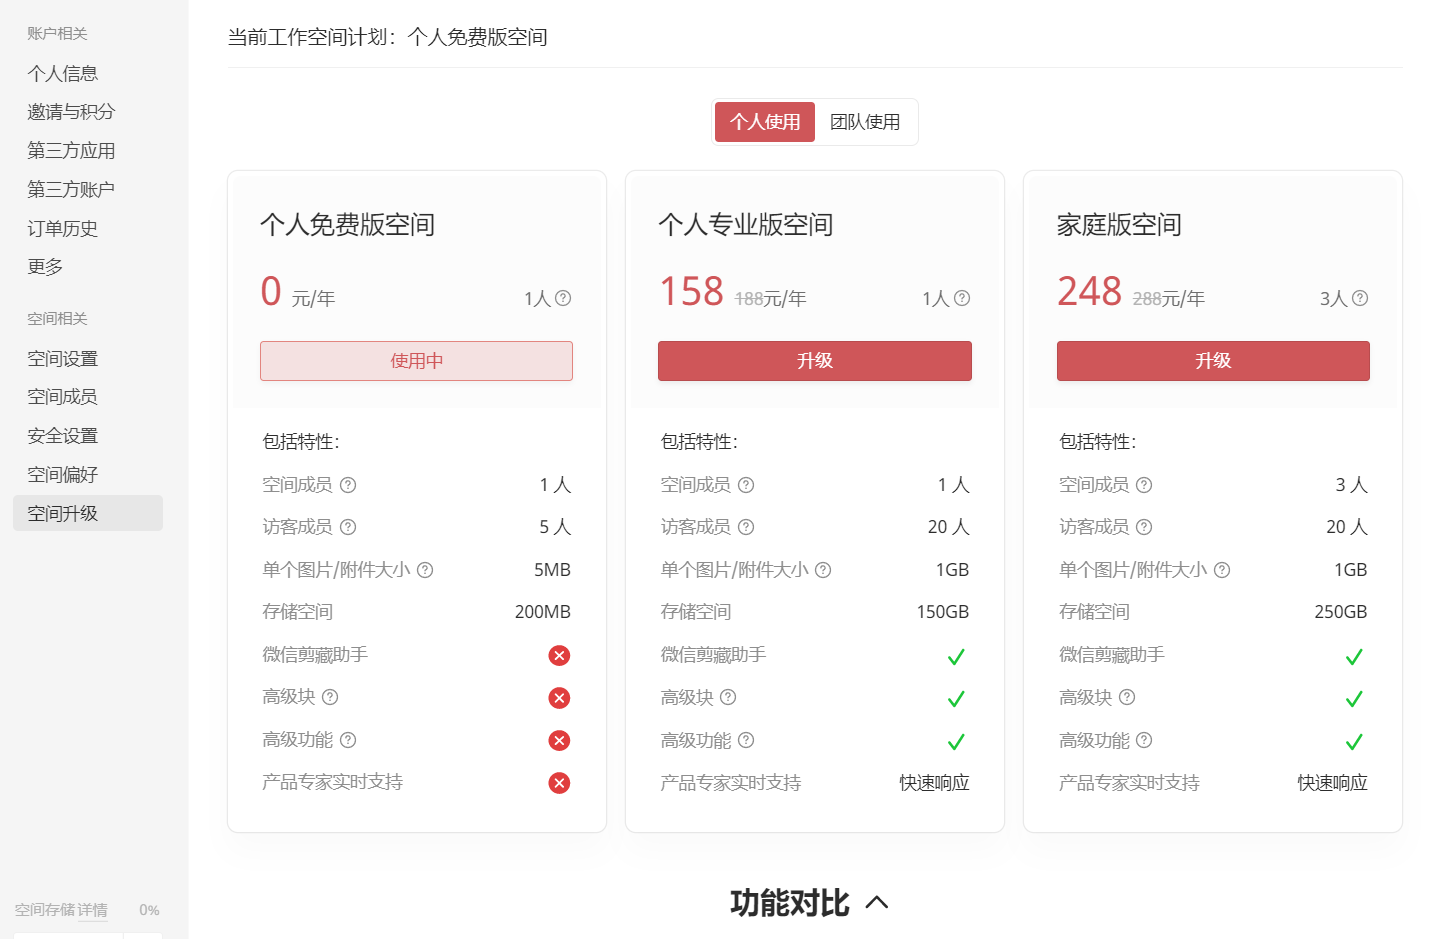 账户相关
个人信息
邀请与积分
第三方应用
第三方账户
订单历史
更多
空间相关
空间设置
空间成员
安全设置
空间偏好
空间升级
空间存储详情 0%
当前工作空间计划：个人免费版空间
个人使用 团队使用
个人免费版空间
0 元/年 1人
使用中
包括特性：
空间成员 1 人
访客成员 5 人
单个图片/附件大小 5MB
存储空间 200MB
微信剪藏助手
高级块
高级功能
产品专家实时支持
个人专业版空间
158 188元/年 1人
升级
包括特性：
空间成员 1 人
访客成员 20 人
单个图片/附件大小 1GB
存储空间 150GB
微信剪藏助手
高级块
高级功能
产品专家实时支持 快速响应
家庭版空间
248 288元/年 3人
升级
包括特性：
空间成员 3 人
访客成员 20 人
单个图片/附件大小 1GB
存储空间 250GB
微信剪藏助手
高级块
高级功能
产品专家实时支持 快速响应
功能对比